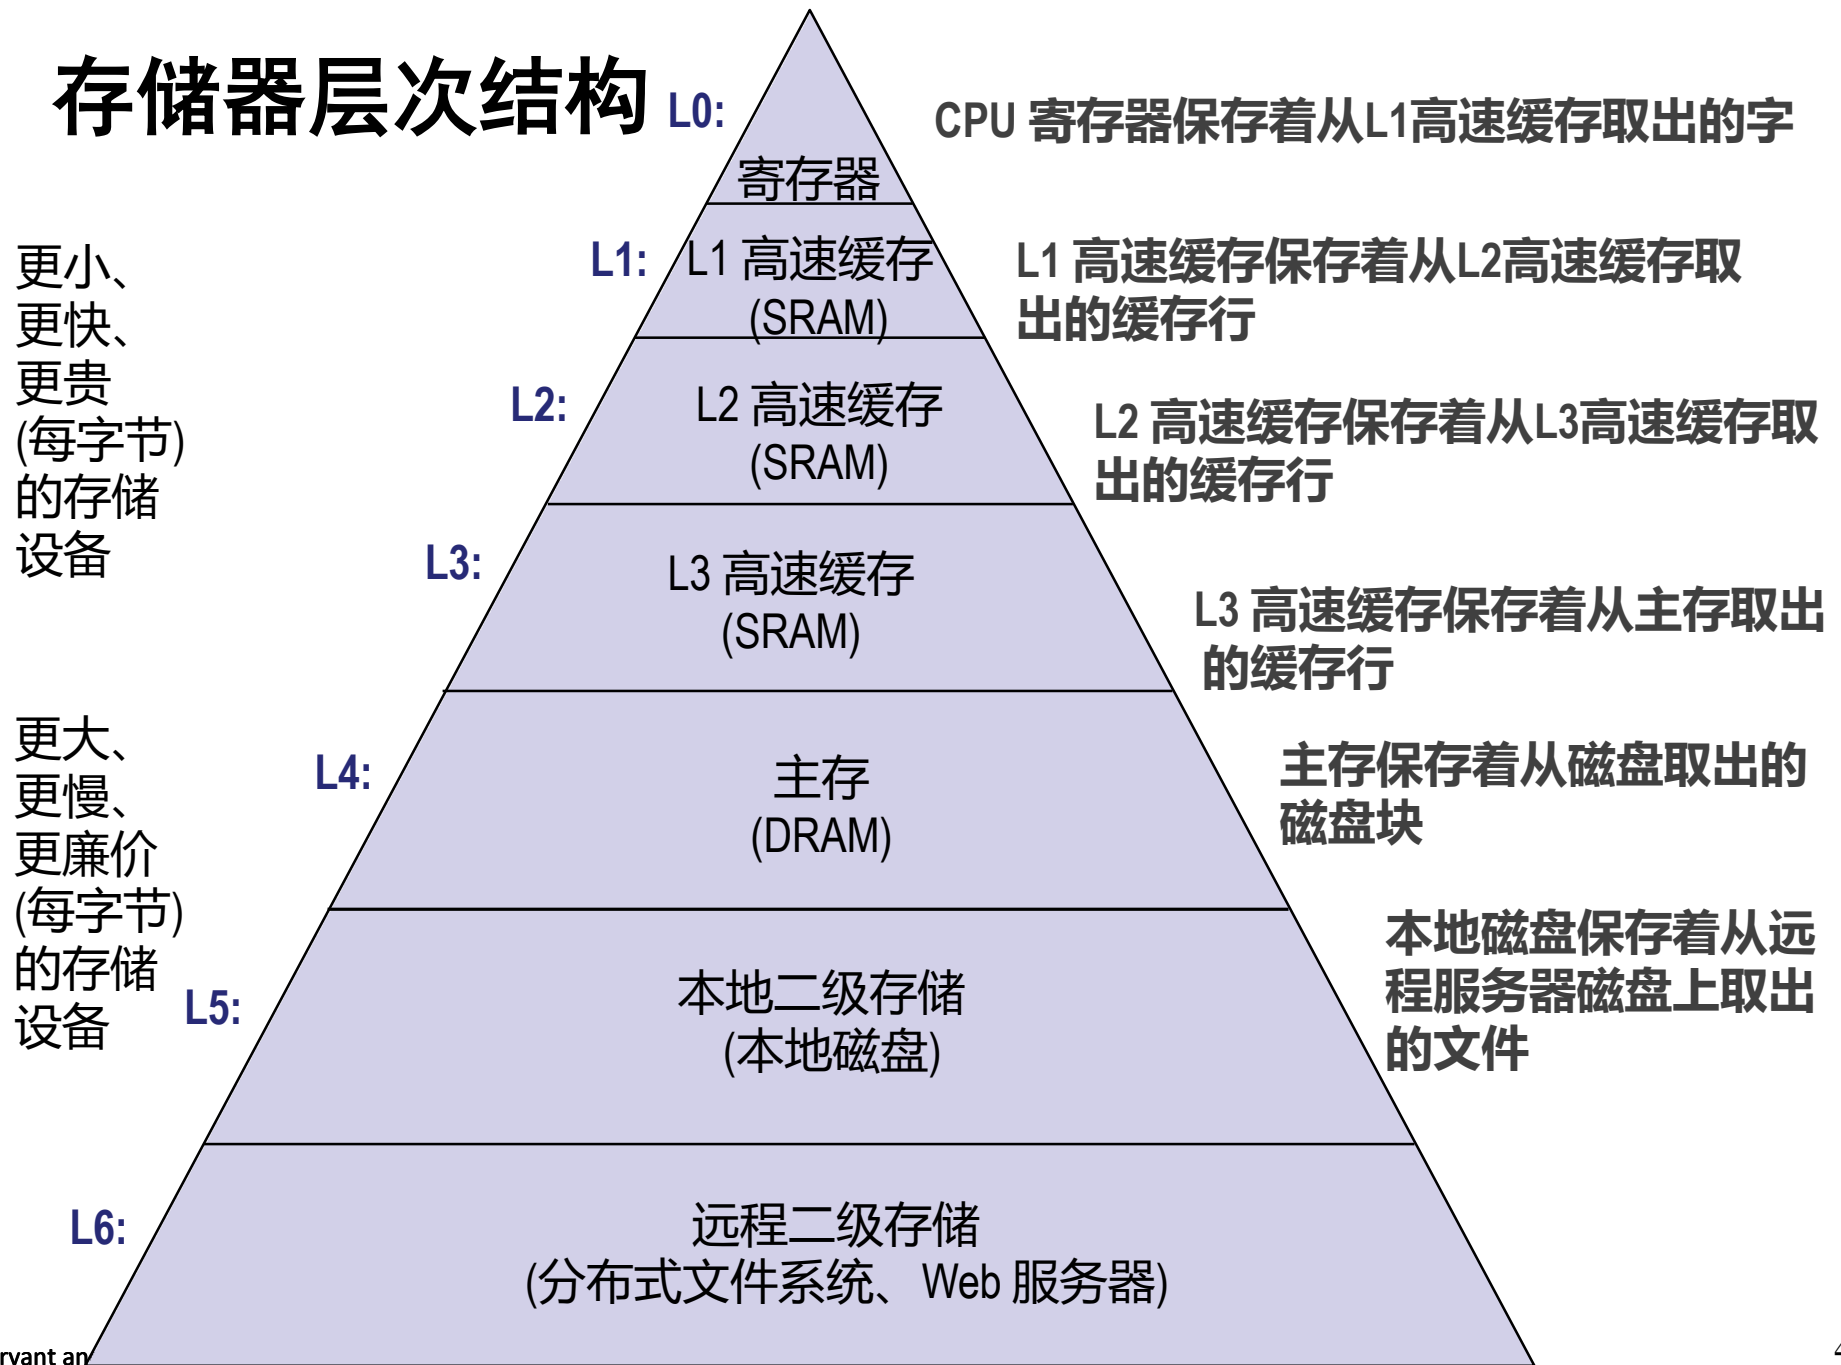 存储器层次结构
L0:
寄存器
CPU 寄存器保存着从L1高速缓存取出的字
L1:
L1 高速缓存
(SRAM)
L1 高速缓存保存着从L2高速缓存取
出的缓存行
更小、
更快、
更贵
(每字节)
的存储
设备
L2:
L2 高速缓存
(SRAM)
L2 高速缓存保存着从L3高速缓存取
出的缓存行
L3:
L3 高速缓存
(SRAM)
L3 高速缓存保存着从主存取出
的缓存行
更大、
更慢、
更廉价
(每字节)
的存储
设备
L4:
主存
(DRAM)
主存保存着从磁盘取出的
磁盘块
L5:
本地二级存储
(本地磁盘)
本地磁盘保存着从远
程服务器磁盘上取出
的文件
L6:
远程二级存储
(分布式文件系统、Web 服务器)
ryant an